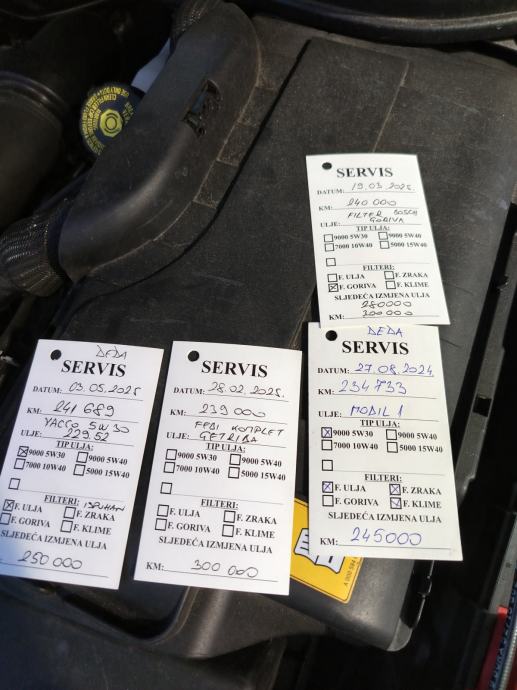 SERVIS
DATUM: 19.03.2025.
KM: 240 000
FILTER BOSCH
ULJE: GORIVA
TIP ULJA:
9000 5W30 9000 5W40
7000 10W40 5000 15W40
FILTERI:
F. ULJA F. ZRAKA
F. GORIVA F. KLIME
SLJEDEĆA IZMJENA ULJA
280000
KM: 300 000
DEDA
SERVIS
DATUM: 03.05.2025
KM: 241 689
YACCO 5W30
ULJE: 229.52
TIP ULJA:
9000 5W30 9000 5W40
7000 10W40 5000 15W40
FILTERI: ISPUHAN
F. ULJA F. ZRAKA
F. GORIVA F. KLIME
SLJEDEĆA IZMJENA ULJA
250 000
SERVIS
DATUM: 28.02.2025.
KM: 239 000
FEBI KOMPLET
ULJE: GETRIBA
TIP ULJA:
9000 5W30 9000 5W40
7000 10W40 5000 15W40
FILTERI:
F. ULJA F. ZRAKA
F. GORIVA F. KLIME
SLJEDEĆA IZMJENA ULJA
KM: 300 000
DEDA
SERVIS
DATUM: 27.08.2024.
KM: 234733
ULJE: MOBIL 1
TIP ULJA:
9000 5W30 9000 5W40
7000 10W40 5000 15W40
FILTERI:
F. ULJA F. ZRAKA
F. GORIVA F. KLIME
SLJEDEĆA IZMJENA ULJA
KM: 245000